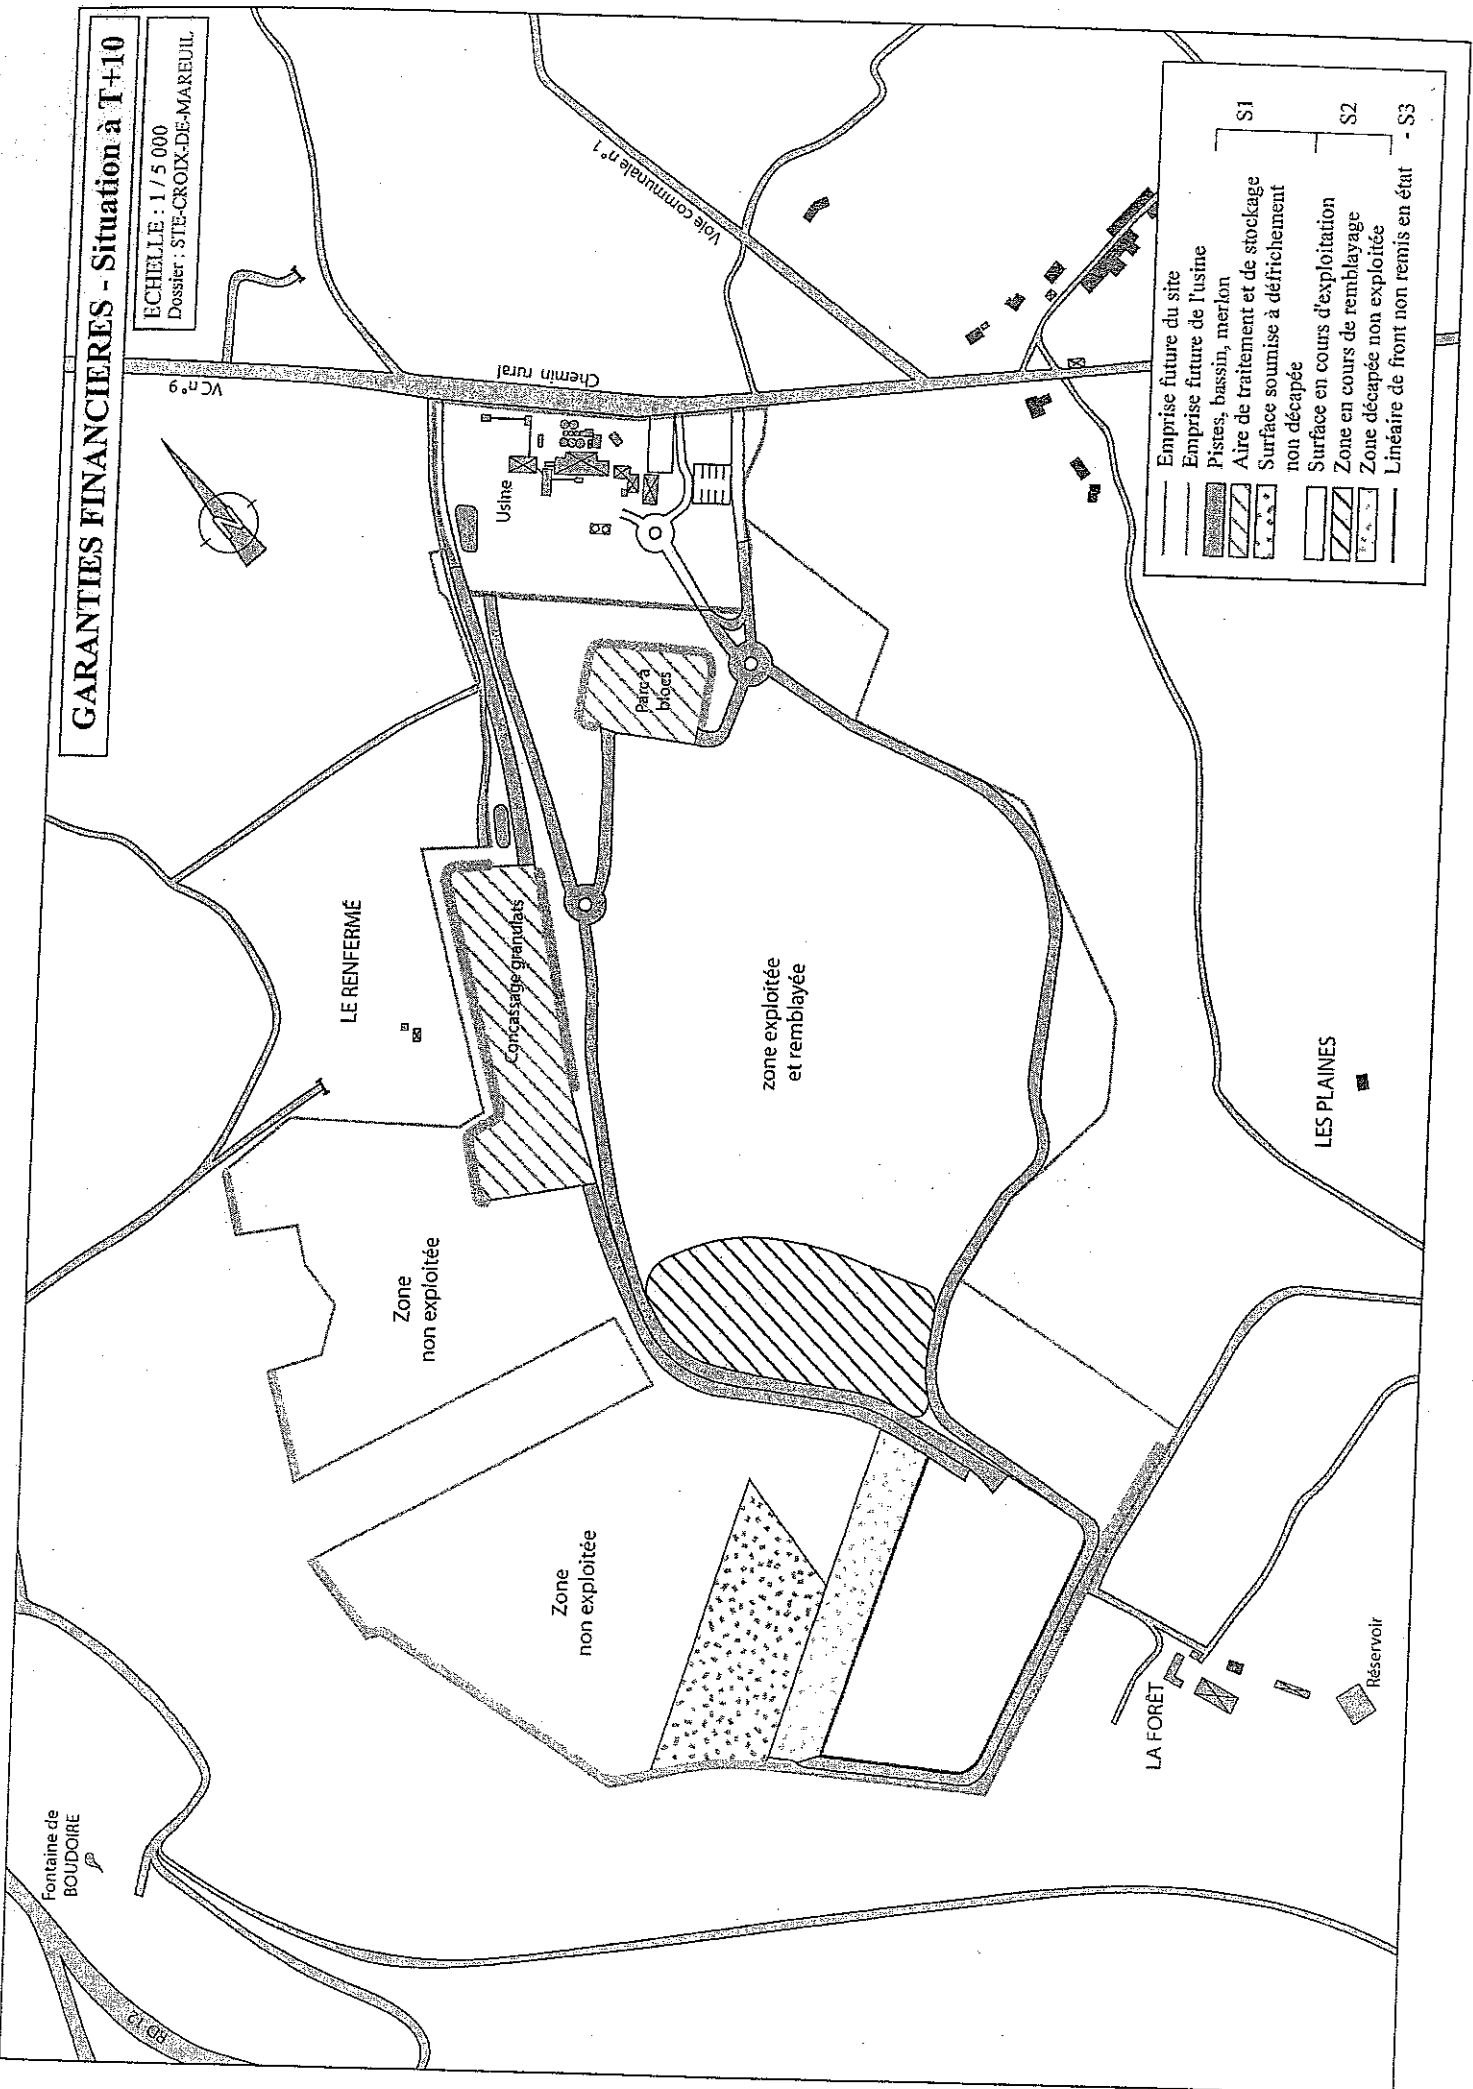 GARANTIES FINANCIERES - Situation à T+10
ECHELLE : 1 / 5 000
Dossier : STE-CROIX-DE-MAREUIL
Fontaine de
BOUDOIRE
RD 12
VC n°9
Chemin rural
Voie communale n°1
Usine
Parc à
blocs
LE RENFERMÉ
Concassage granulats
zone exploitée
et remblayée
Zone
non exploitée
Zone
non exploitée
LES PLAINES
LA FORÊT
Réservoir
Emprise future du site
Emprise future de l'usine
Pistes, bassin, merlon
Aire de traitement et de stockage
Surface soumise à défrichement
non décapée
S1
Surface en cours d'exploitation
Zone en cours de remblayage
Zone décapée non exploitée
S2
Linéaire de front non remis en état - S3